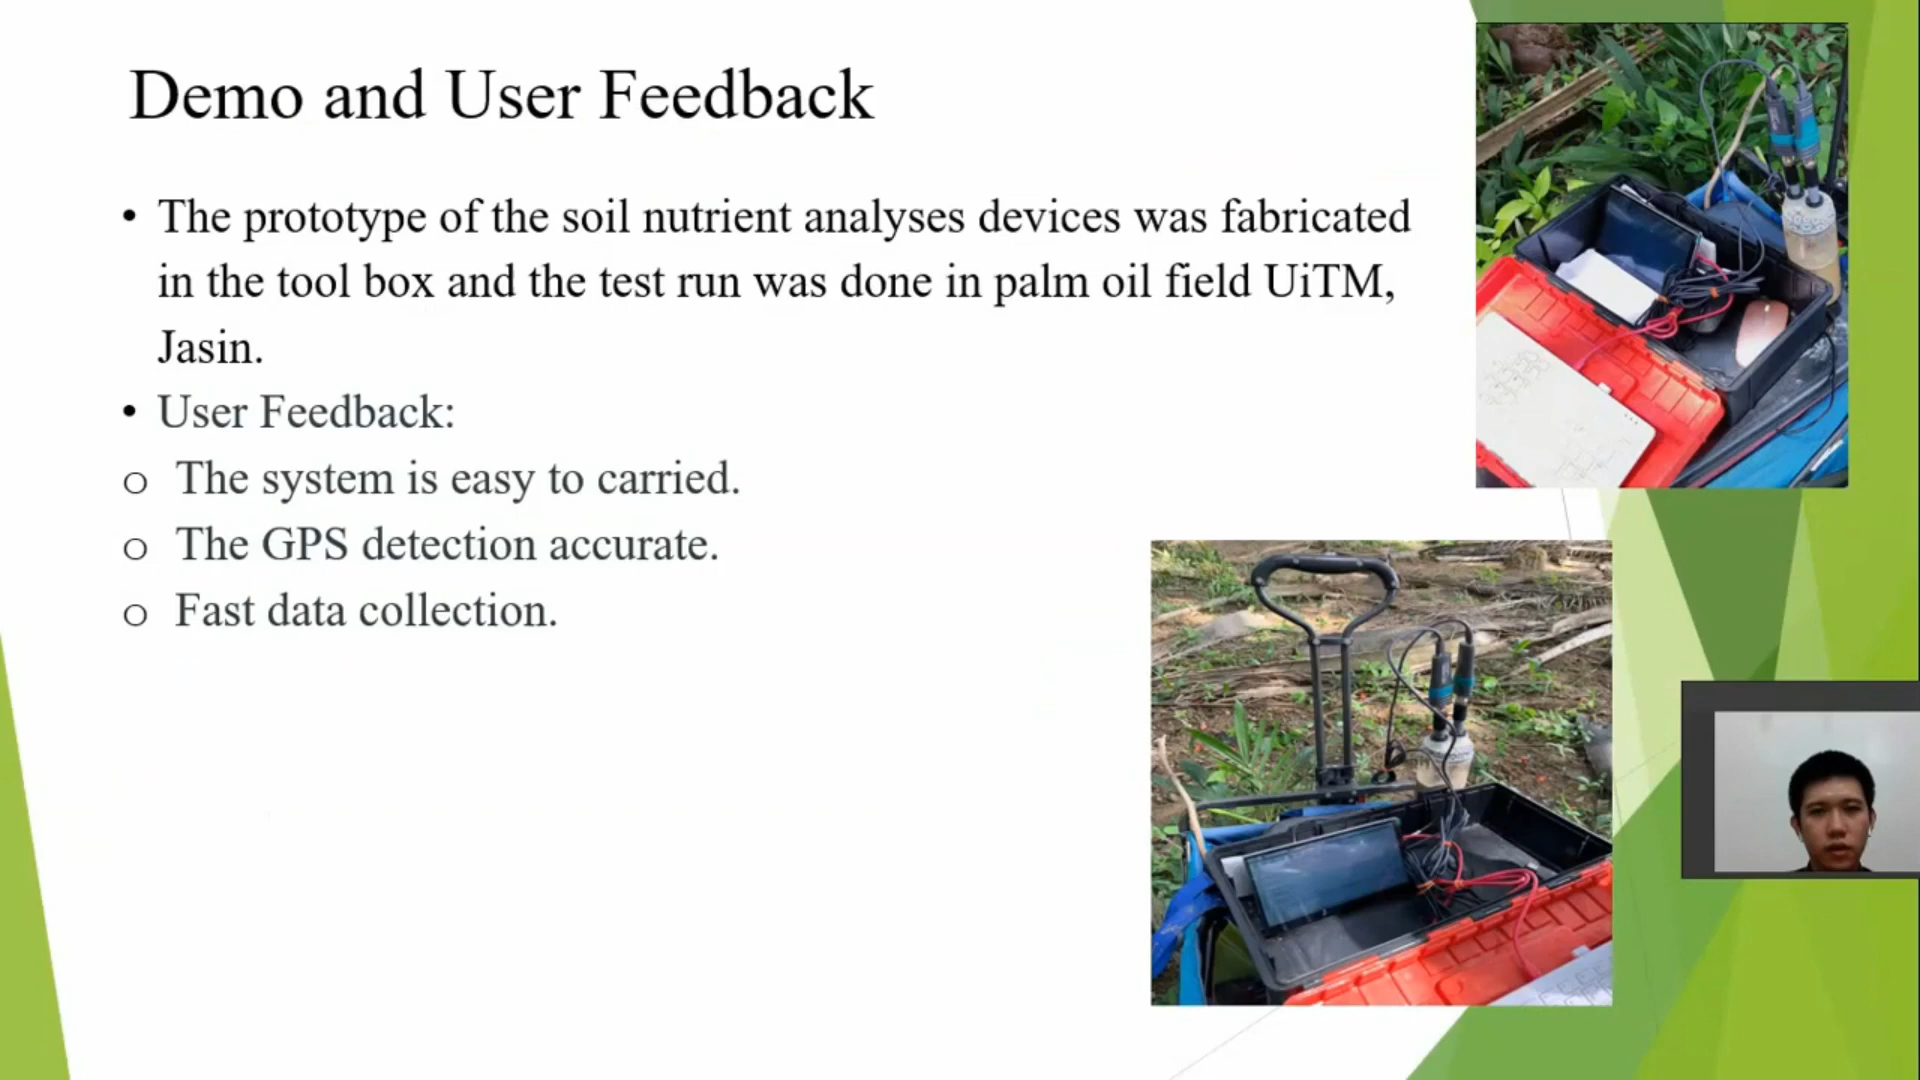 Demo and User Feedback
• The prototype of the soil nutrient analyses devices was fabricated
in the tool box and the test run was done in palm oil field UiTM,
Jasin.
• User Feedback:
o The system is easy to carried.
o The GPS detection accurate.
o Fast data collection.